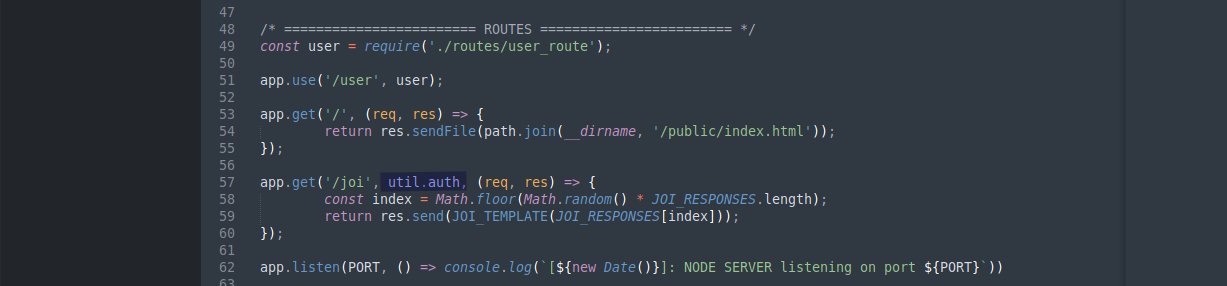 47
48 /* ======================== ROUTES ======================== */
49 const user = require('./routes/user_route');
50
51 app.use('/user', user);
52
53 app.get('/', (req, res) => {
54 return res.sendFile(path.join(__dirname, '/public/index.html'));
55 });
56
57 app.get('/joi', util.auth, (req, res) => {
58 const index = Math.floor(Math.random() * JOI_RESPONSES.length);
59 return res.send(JOI_TEMPLATE(JOI_RESPONSES[index]));
60 });
61
62 app.listen(PORT, () => console.log(`[${new Date()}]: NODE SERVER listening on port ${PORT}`))
63